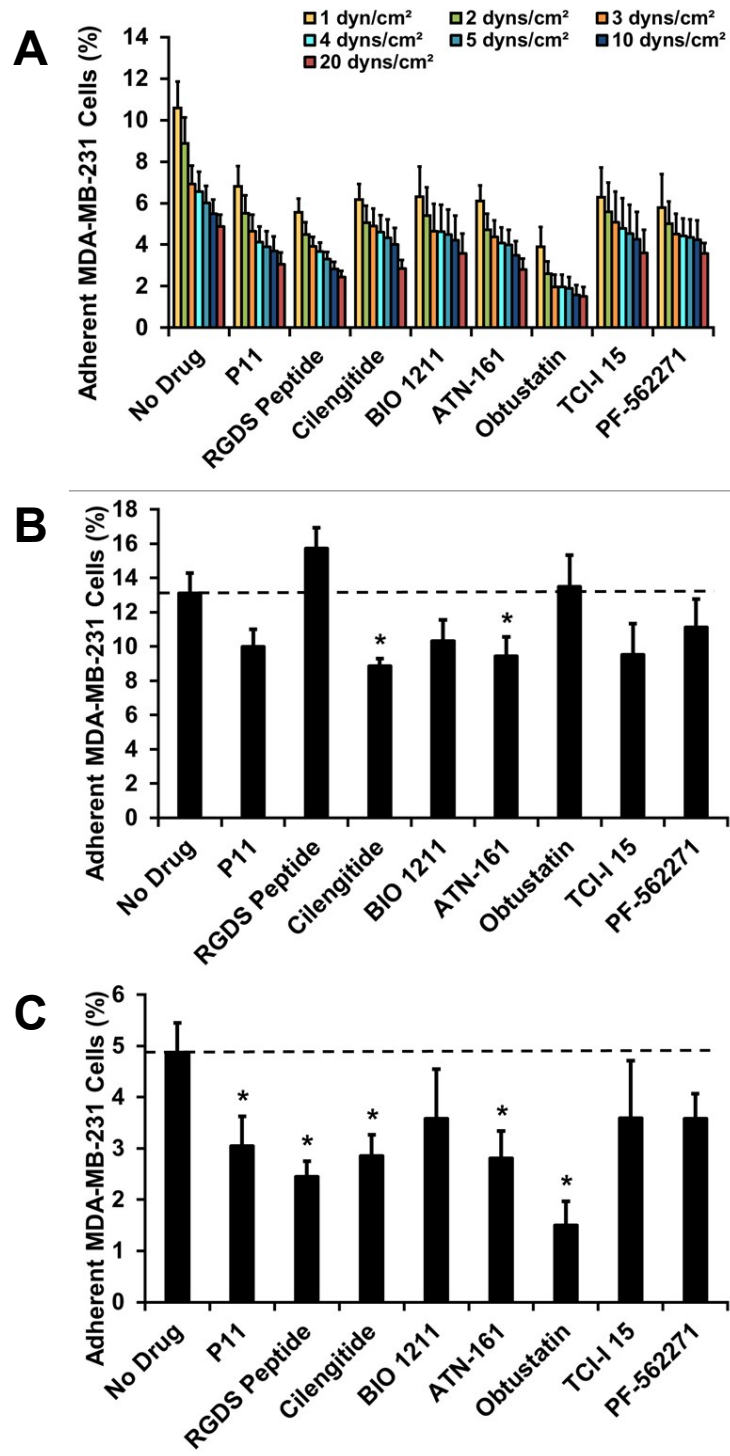 A
1 dyn/cm² 2 dyns/cm² 3 dyns/cm²
4 dyns/cm² 5 dyns/cm² 10 dyns/cm²
20 dyns/cm²
Adherent MDA-MB-231 Cells (%)
14
12
10
8
6
4
2
0
No Drug P11 RGDS Peptide Cilengitide BIO 1211 ATN-161 Obtustatin TCI-I 15 PF-562271
B
Adherent MDA-MB-231 Cells (%)
18
16
14
12
10
8
6
4
2
0
* *
No Drug P11 RGDS Peptide Cilengitide BIO 1211 ATN-161 Obtustatin TCI-I 15 PF-562271
C
Adherent MDA-MB-231 Cells (%)
6
5
4
3
2
1
0
* * * * *
No Drug P11 RGDS Peptide Cilengitide BIO 1211 ATN-161 Obtustatin TCI-I 15 PF-562271